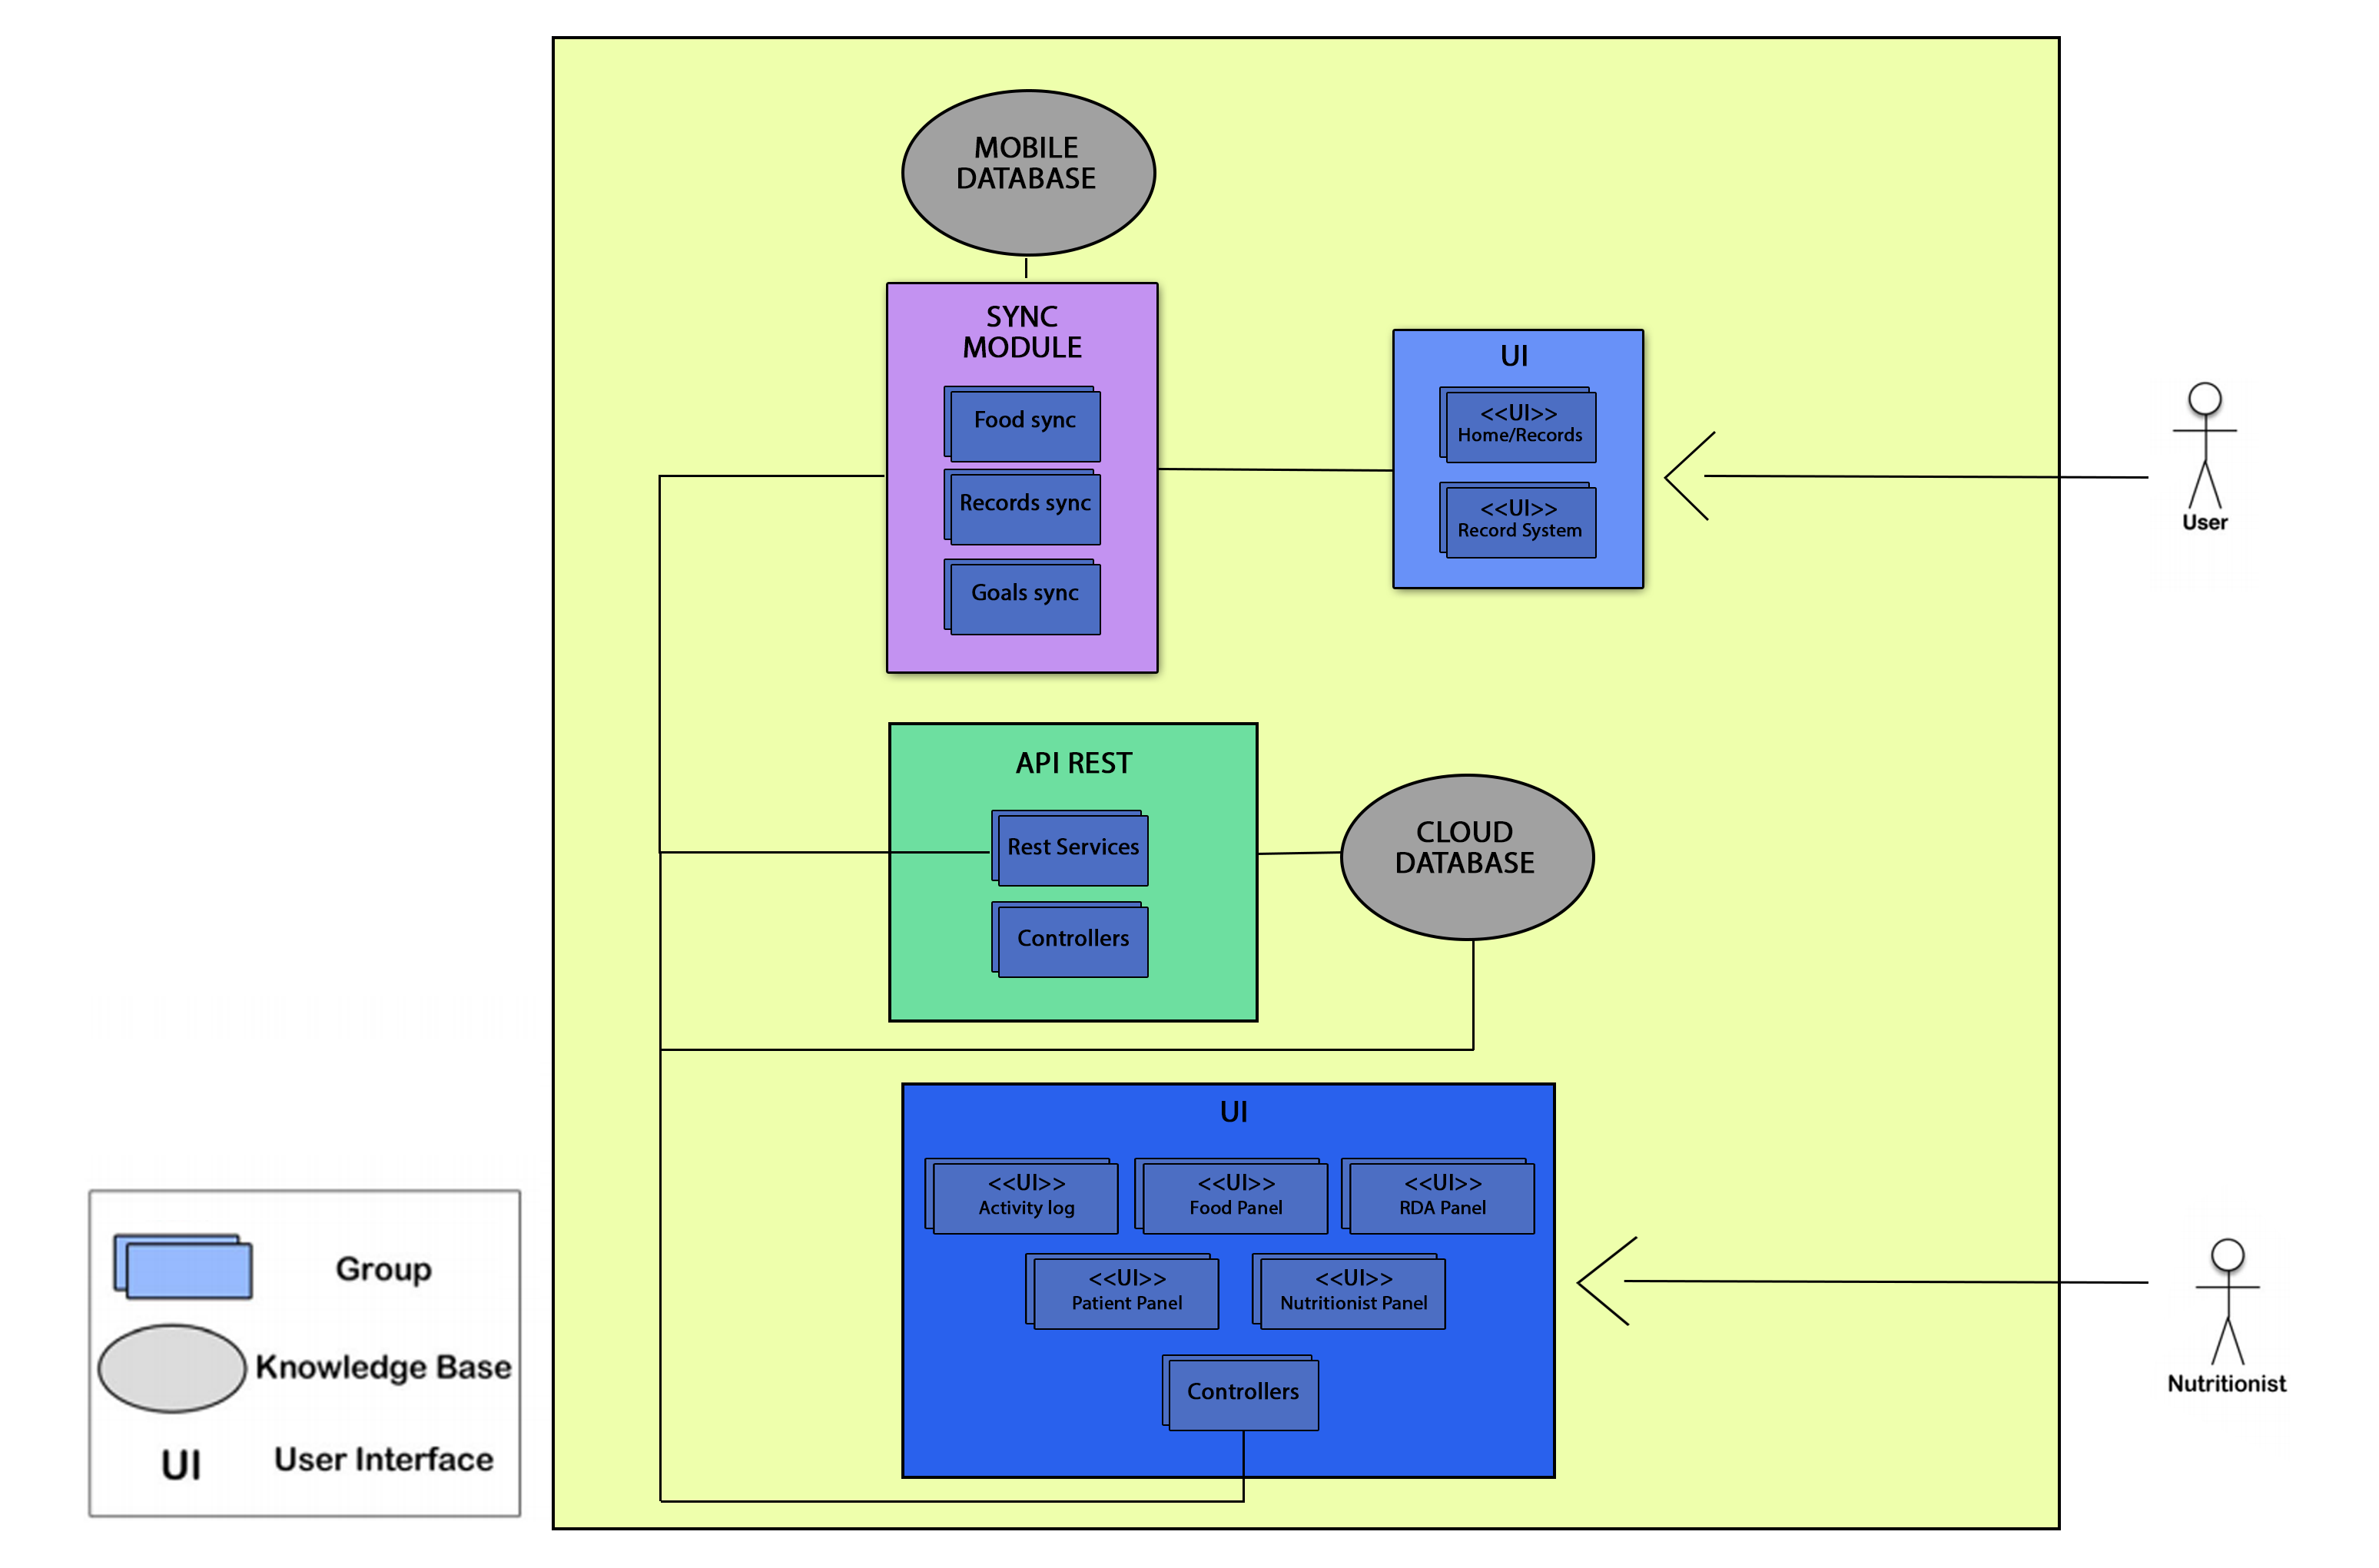 MOBILE
DATABASE
SYNC
MODULE
Food sync
Records sync
Goals sync
UI
<<UI>>
Home/Records
<<UI>>
Record System
User
API REST
Rest Services
Controllers
CLOUD
DATABASE
UI
<<UI>>
Activity log
<<UI>>
Food Panel
<<UI>>
RDA Panel
<<UI>>
Patient Panel
<<UI>>
Nutritionist Panel
Controllers
Nutritionist
Group
Knowledge Base
UI User Interface